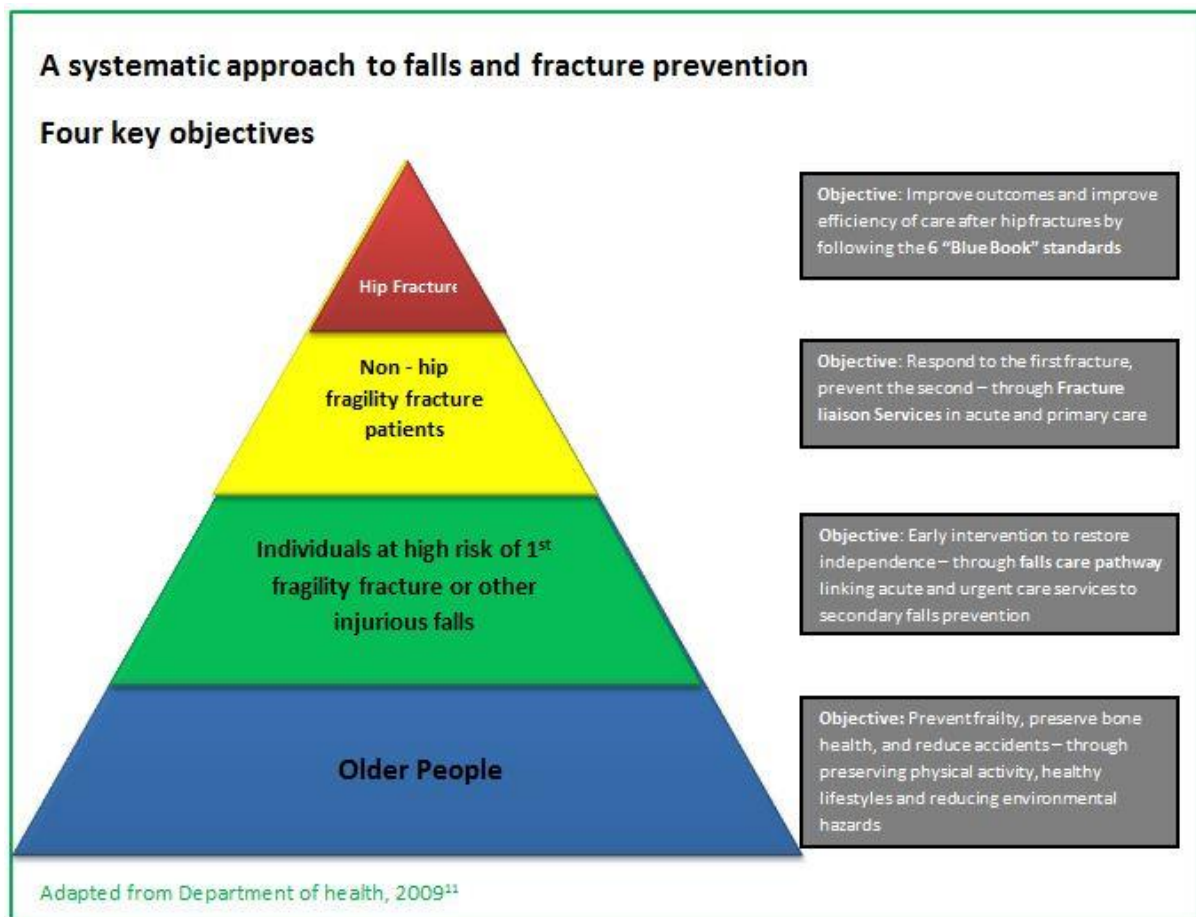 A systematic approach to falls and fracture prevention
Four key objectives
Hip Fracture
Objective: Improve outcomes and improve
efficiency of care after hip fractures by
following the 6 “Blue Book” standards
Non - hip
fragility fracture
patients
Objective: Respond to the first fracture,
prevent the second – through Fracture
liaison Services in acute and primary care
Individuals at high risk of 1st
fragility fracture or other
injurious falls
Objective: Early intervention to restore
independence – through falls care pathway
linking acute and urgent care services to
secondary falls prevention
Older People
Objective: Prevent frailty, preserve bone
health, and reduce accidents – through
preserving physical activity, healthy
lifestyles and reducing environmental
hazards
Adapted from Department of health, 2009¹¹